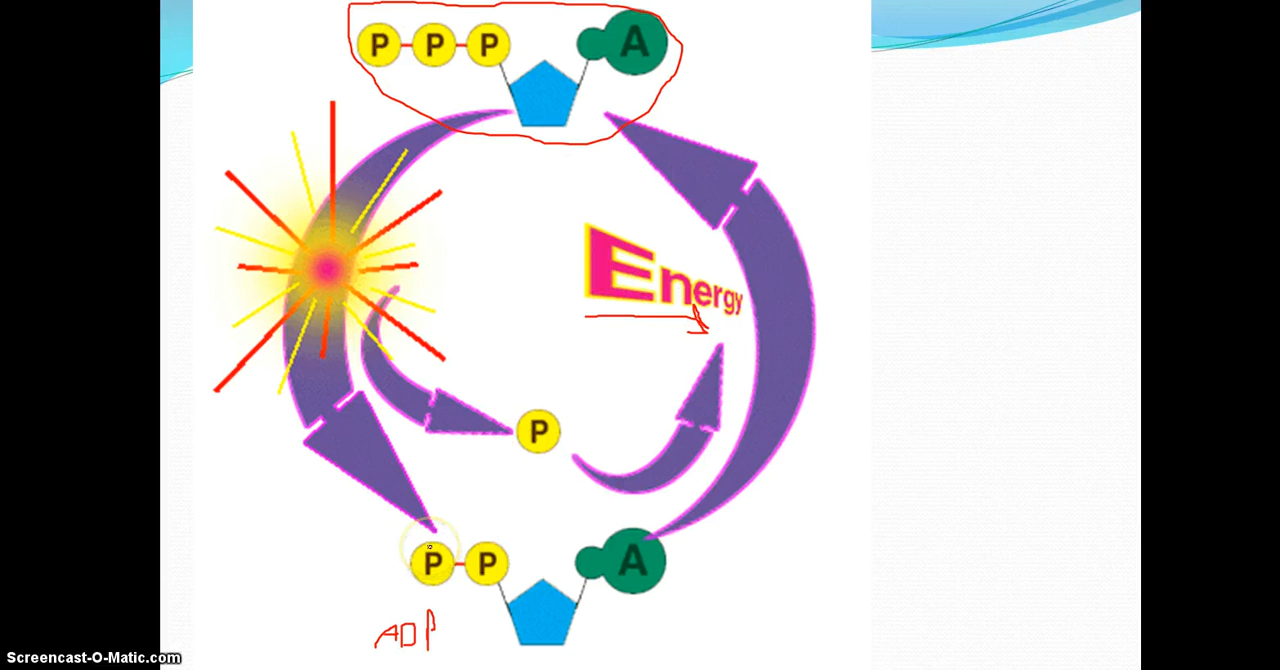 P P P A
Energy
P
P P A
ADP
Screencast-O-Matic.com